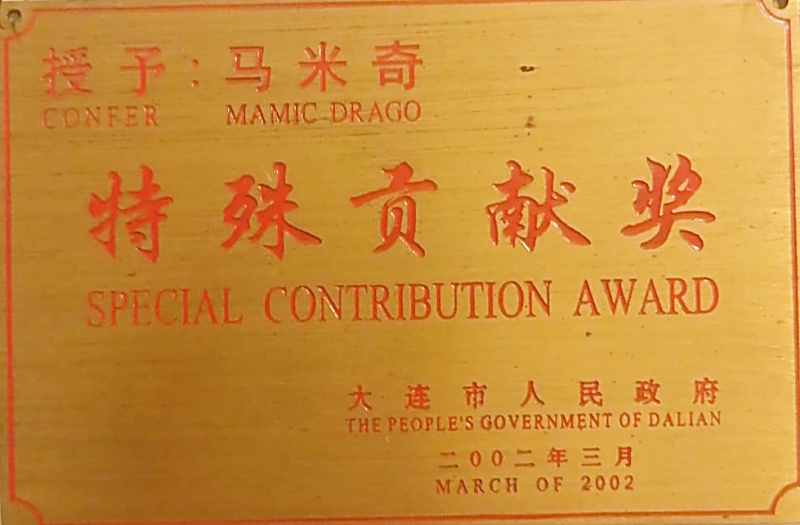 授予：马米奇
CONFER MAMIC DRAGO
特殊贡献奖
SPECIAL CONTRIBUTION AWARD
大连市人民政府
THE PEOPLE'S GOVERNMENT OF DALIAN
二００二年三月
MARCH OF 2002